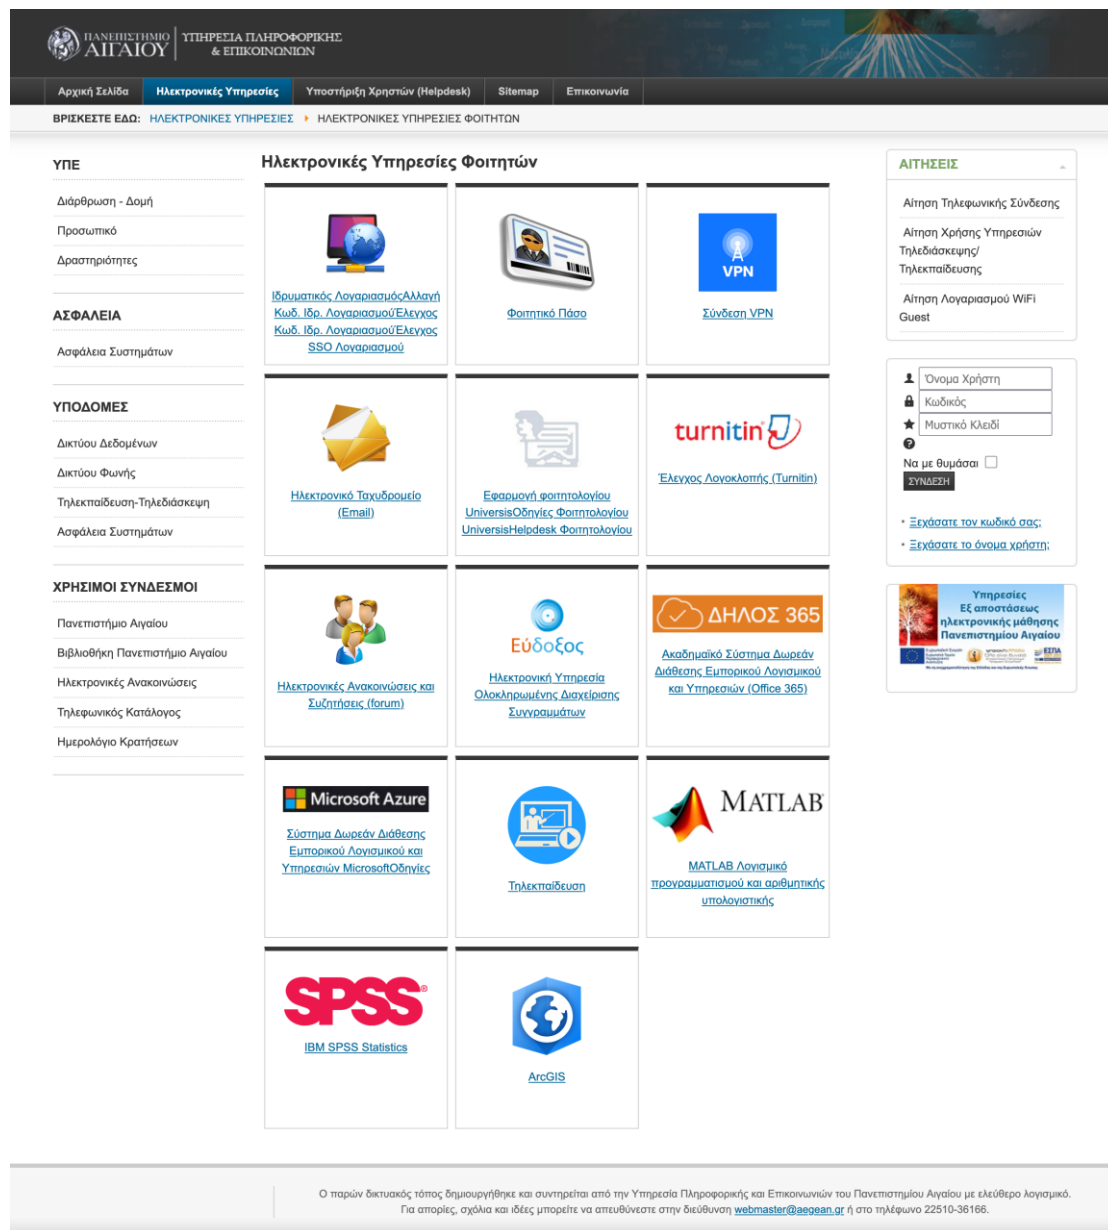 ΠΑΝΕΠΙΣΤΗΜΙΟ
ΑΙΓΑΙΟΥ
ΥΠΗΡΕΣΙΑ ΠΛΗΡΟΦΟΡΙΚΗΣ
& ΕΠΙΚΟΙΝΩΝΙΩΝ
Αρχική Σελίδα Ηλεκτρονικές Υπηρεσίες Υποστήριξη Χρηστών (Helpdesk) Sitemap Επικοινωνία
ΒΡΙΣΚΕΣΤΕ ΕΔΩ: ΗΛΕΚΤΡΟΝΙΚΕΣ ΥΠΗΡΕΣΙΕΣ ΗΛΕΚΤΡΟΝΙΚΕΣ ΥΠΗΡΕΣΙΕΣ ΦΟΙΤΗΤΩΝ
ΥΠΕ
Διάρθρωση - Δομή
Προσωπικό
Δραστηριότητες
ΑΣΦΑΛΕΙΑ
Ασφάλεια Συστημάτων
ΥΠΟΔΟΜΕΣ
Δικτύου Δεδομένων
Δικτύου Φωνής
Τηλεκπαίδευση-Τηλεδιάσκεψη
Ασφάλεια Συστημάτων
ΧΡΗΣΙΜΟΙ ΣΥΝΔΕΣΜΟΙ
Πανεπιστήμιο Αιγαίου
Βιβλιοθήκη Πανεπιστήμιο Αιγαίου
Ηλεκτρονικές Ανακοινώσεις
Τηλεφωνικός Κατάλογος
Ημερολόγιο Κρατήσεων
Ηλεκτρονικές Υπηρεσίες Φοιτητών
Ιδρυματικός ΛογαριασμόςΑλλαγή
Κωδ. Ιδρ. ΛογαριασμούΈλεγχος
Κωδ. Ιδρ. ΛογαριασμούΈλεγχος
SSO Λογαριασμού
Φοιτητικό Πάσο
VPN
Σύνδεση VPN
Ηλεκτρονικό Ταχυδρομείο
(Email)
Εφαρμογή φοιτητολογίου
UniversisΟδηγίες Φοιτητολογίου
UniversisHelpdesk Φοιτητολογίου
turnitin
Έλεγχος Λογοκλοπής (Turnitin)
Ηλεκτρονικές Ανακοινώσεις και
Συζητήσεις (forum)
Εύδοξος
Ηλεκτρονική Υπηρεσία
Ολοκληρωμένης Διαχείρισης
Συγγραμμάτων
ΔΗΛΟΣ 365
Ακαδημαϊκό Σύστημα Δωρεάν
Διάθεσης Εμπορικού Λογισμικού
και Υπηρεσιών (Office 365)
Microsoft Azure
Σύστημα Δωρεάν Διάθεσης
Εμπορικού Λογισμικού και
Υπηρεσιών MicrosoftΟδηγίες
Τηλεκπαίδευση
MATLAB
MATLAB Λογισμικό
προγραμματισμού και αριθμητικής
υπολογιστικής
SPSS®
IBM SPSS Statistics
ArcGIS
ΑΙΤΗΣΕΙΣ
Αίτηση Τηλεφωνικής Σύνδεσης
Αίτηση Χρήσης Υπηρεσιών
Τηλεδιάσκεψης/
Τηλεκπαίδευσης
Αίτηση Λογαριασμού WiFi
Guest
Όνομα Χρήστη
Κωδικός
Μυστικό Κλειδί
Να με θυμάσαι
ΣΥΝΔΕΣΗ
Ξεχάσατε τον κωδικό σας;
Ξεχάσατε το όνομα χρήστη;
Υπηρεσίες
Εξ αποστάσεως
ηλεκτρονικής μάθησης
Πανεπιστημίου Αιγαίου
ΕΣΠΑ
Ο παρών δικτυακός τόπος δημιουργήθηκε και συντηρείται από την Υπηρεσία Πληροφορικής και Επικοινωνιών του Πανεπιστημίου Αιγαίου με ελεύθερο λογισμικό.
Για απορίες, σχόλια και ιδέες μπορείτε να απευθύνεστε στην διεύθυνση webmaster@aegean.gr ή στο τηλέφωνο 22510-36166.